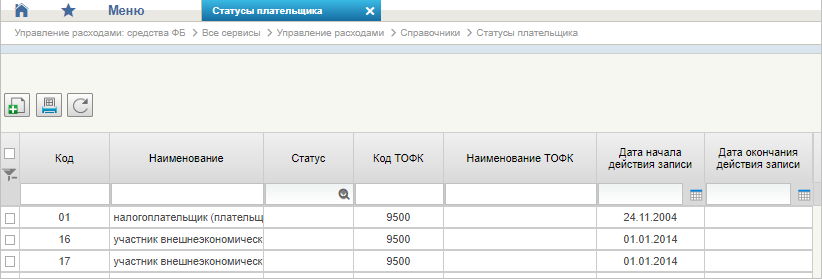 Меню Статусы плательщика
Управление расходами: средства ФБ Все сервисы Управление расходами Справочники Статусы плательщика
Код Наименование Статус Код ТОФК Наименование ТОФК Дата начала действия записи Дата окончания действия записи
01 налогоплательщик (плательщ 9500 24.11.2004
16 участник внешнеэкономическ 9500 01.01.2014
17 участник внешнеэкономическ 9500 01.01.2014